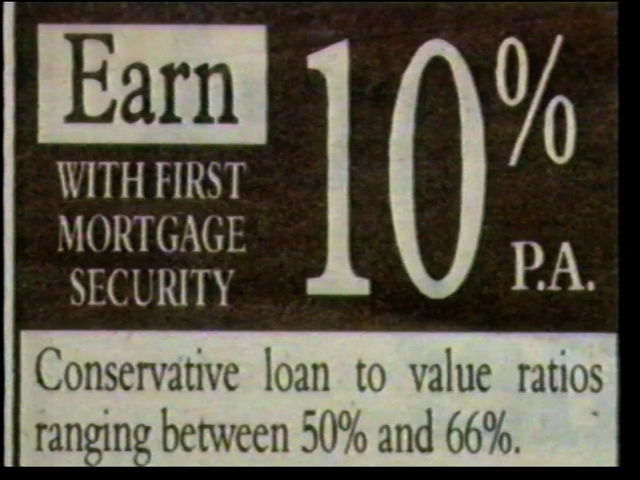 Earn
WITH FIRST
MORTGAGE
SECURITY
10%
P.A.
Conservative loan to value ratios
ranging between 50% and 66%.